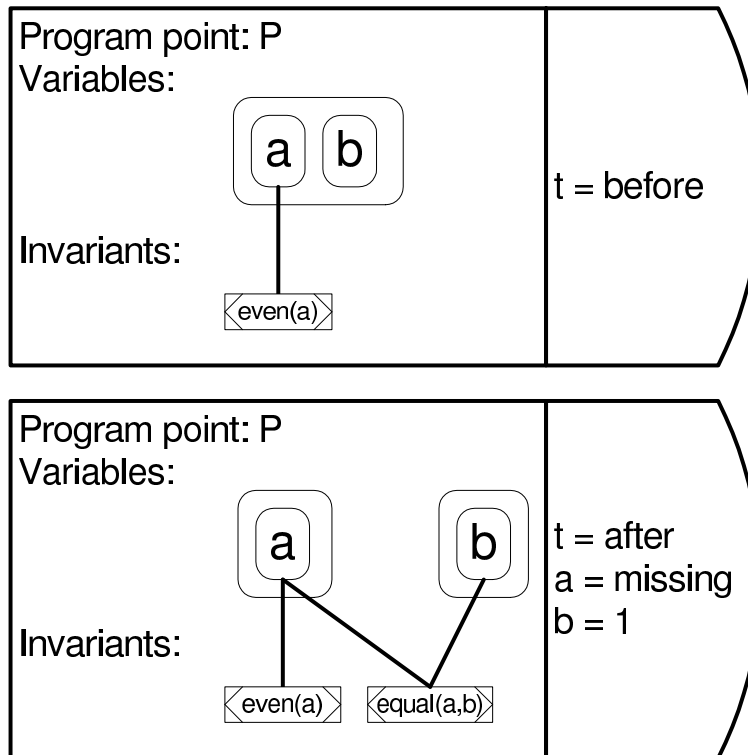 Program point: P
Variables:
a b
t = before
Invariants:
even(a)
Program point: P
Variables:
a b
t = after
a = missing
b = 1
Invariants:
even(a) equal(a,b)